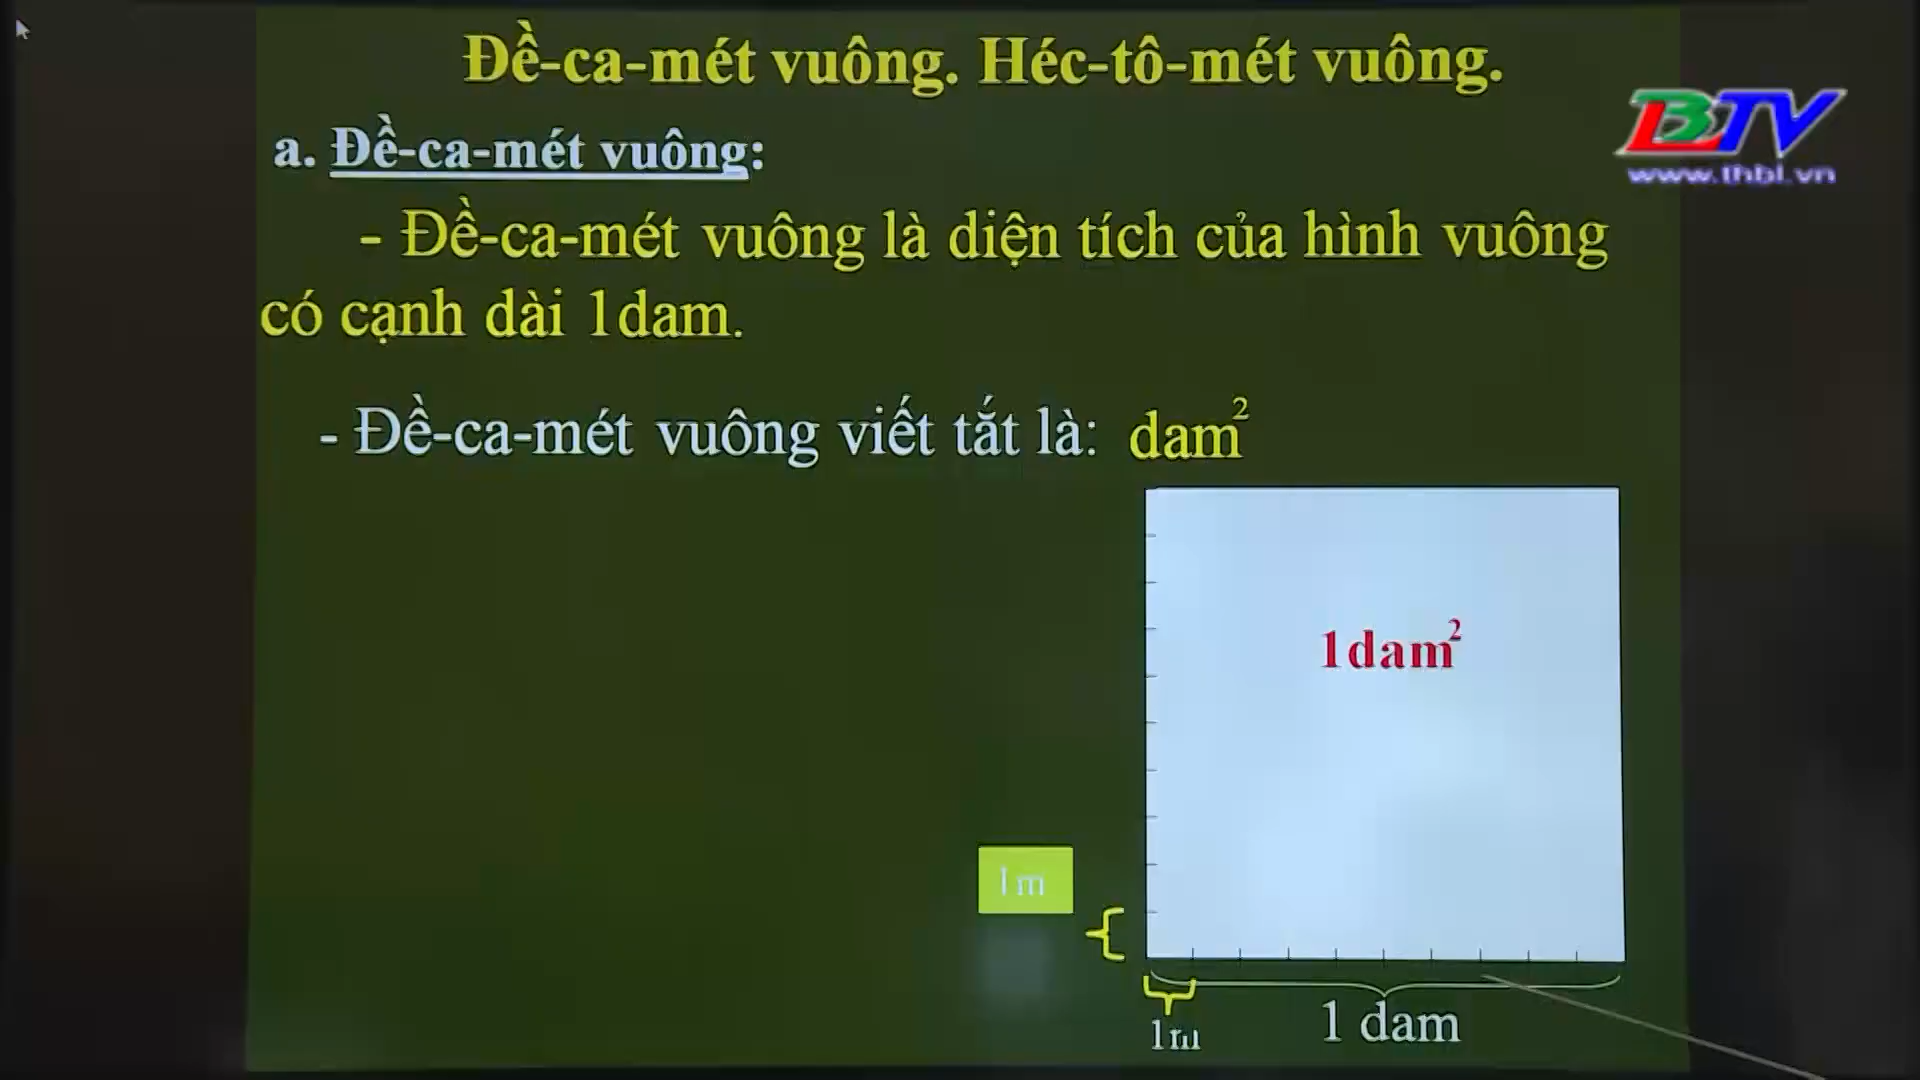 Đề-ca-mét vuông. Héc-tô-mét vuông.
BTV
www.thbl.vn
a. Đề-ca-mét vuông:
- Đề-ca-mét vuông là diện tích của hình vuông
có cạnh dài 1dam.
- Đề-ca-mét vuông viết tắt là: dam²
1dam²
1m
1m
1 dam